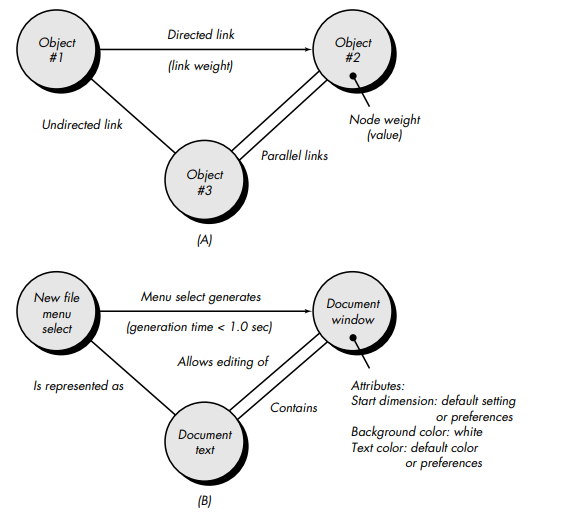 Object
#1
Directed link
(link weight)
Object
#2
Undirected link
Node weight
(value)
Parallel links
Object
#3
(A)
New file
menu
select
Menu select generates
(generation time < 1.0 sec)
Document
window
Allows editing of
Is represented as
Contains
Attributes:
Start dimension: default setting
or preferences
Background color: white
Text color: default color
or preferences
Document
text
(B)